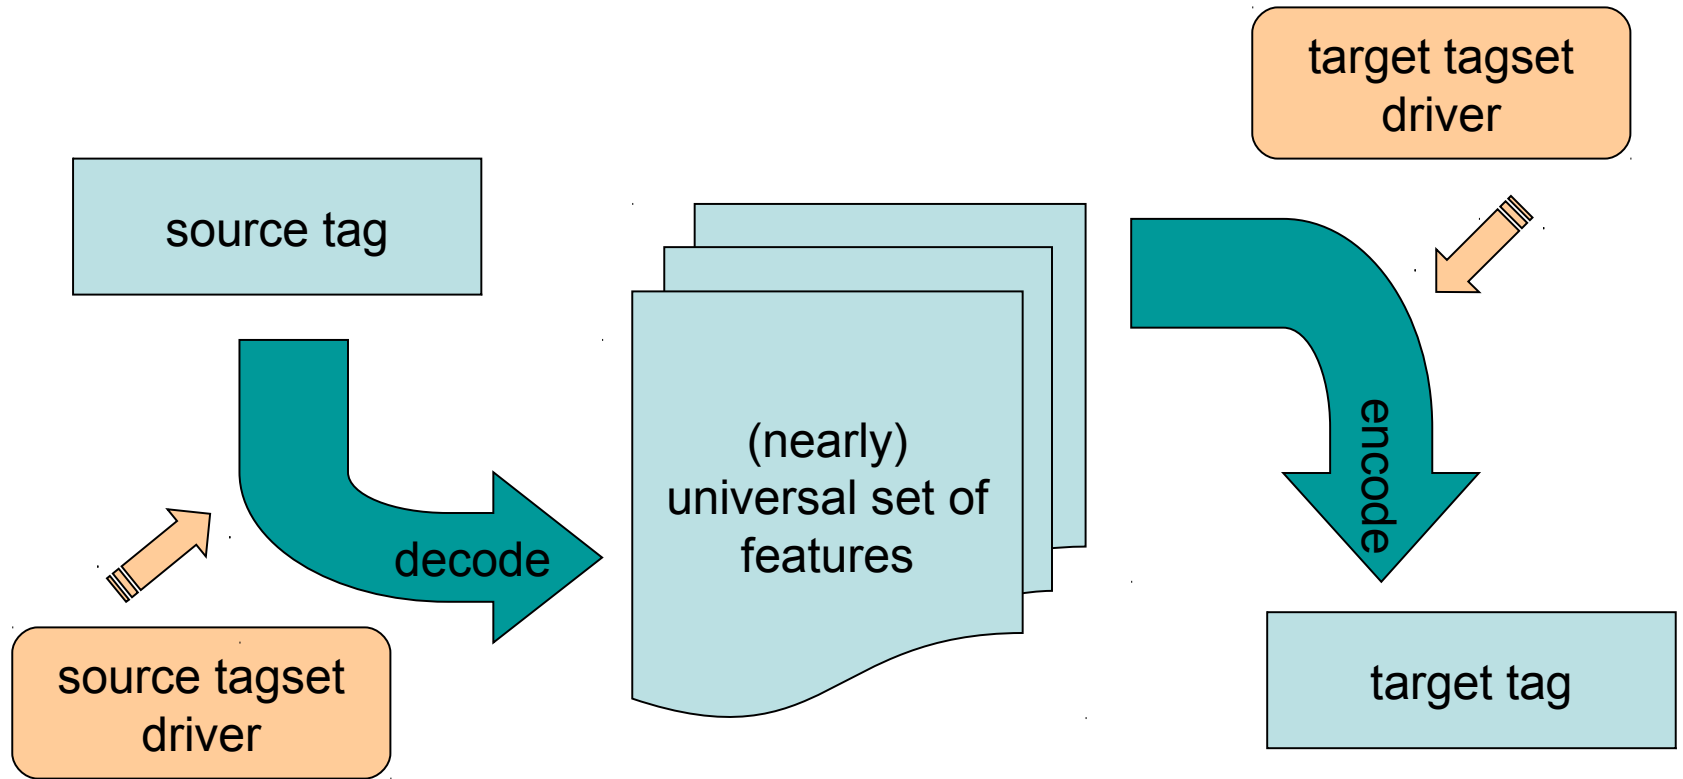 target tagset
driver
source tag
(nearly)
universal set of
features
encode
decode
source tagset
driver
target tag